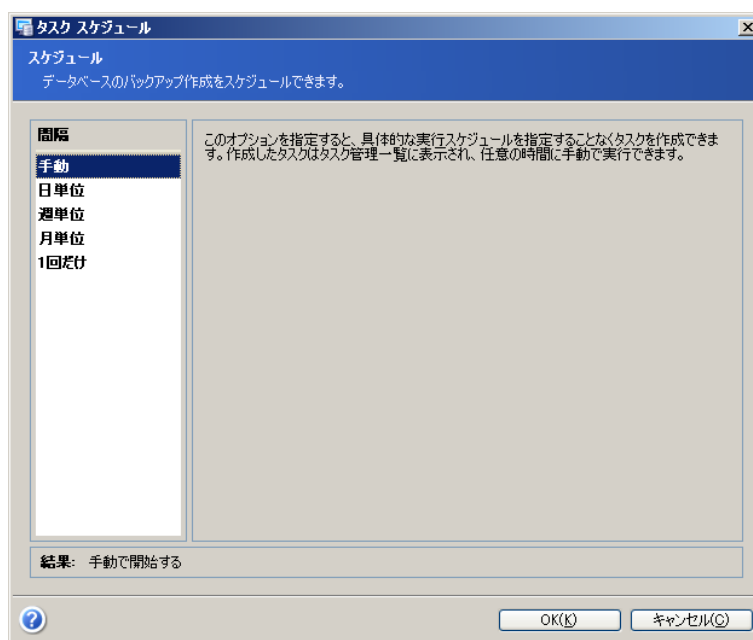 タスク スケジュール
スケジュール
データベースのバックアップ作成をスケジュールできます。
間隔
手動
日単位
週単位
月単位
1回だけ
このオプションを指定すると、具体的な実行スケジュールを指定することなくタスクを作成できま
す。作成したタスクはタスク管理一覧に表示され、任意の時間に手動で実行できます。
結果: 手動で開始する
OK(K) キャンセル(C)